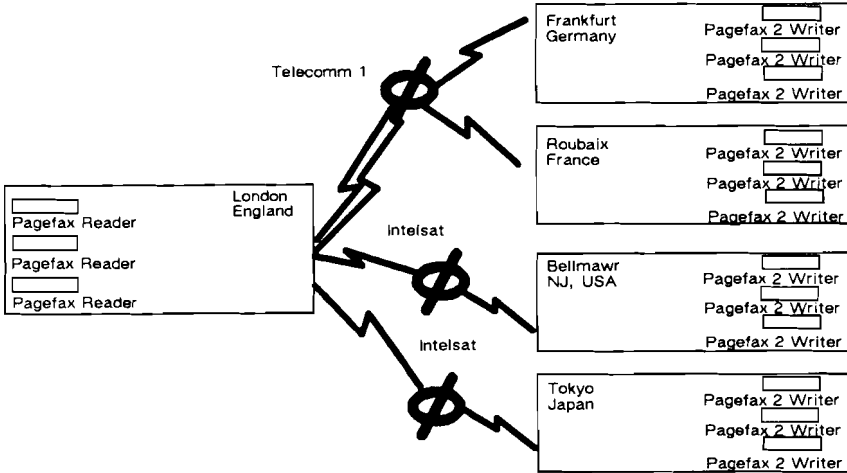 Telecomm 1
London
England
Pagefax Reader
Pagefax Reader
Pagefax Reader
Intelsat
Intelsat
Frankfurt
Germany
Pagefax 2 Writer
Pagefax 2 Writer
Pagefax 2 Writer
Roubaix
France
Pagefax 2 Writer
Pagefax 2 Writer
Pagefax 2 Writer
Bellmawr
NJ, USA
Pagefax 2 Writer
Pagefax 2 Writer
Pagefax 2 Writer
Tokyo
Japan
Pagefax 2 Writer
Pagefax 2 Writer
Pagefax 2 Writer